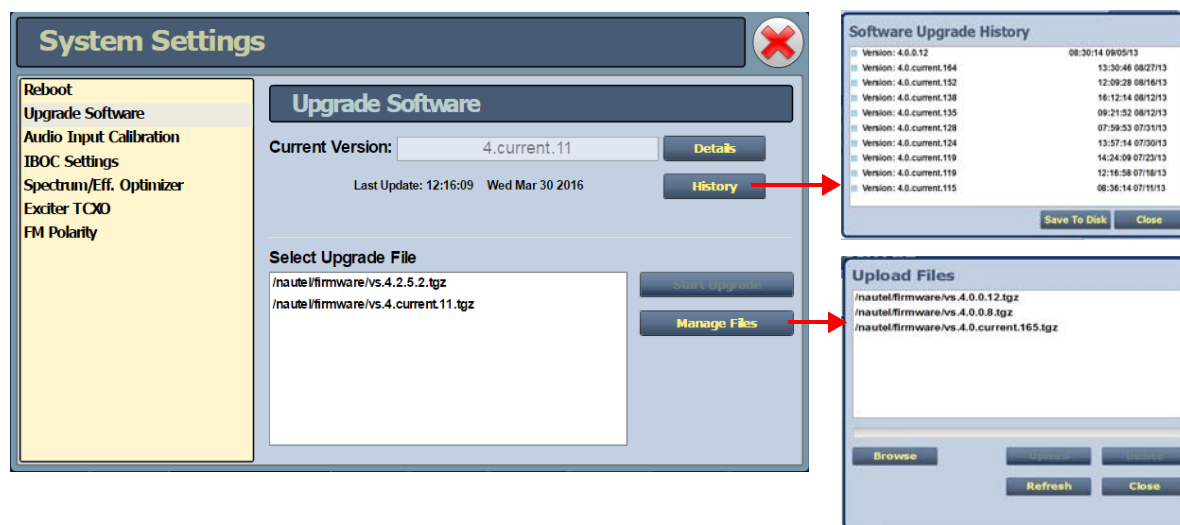 System Settings
Reboot
Upgrade Software
Audio Input Calibration
IBOC Settings
Spectrum/Eff. Optimizer
Exciter TCXO
FM Polarity
Upgrade Software
Current Version: 4.current.11 Details
Last Update: 12:16:09 Wed Mar 30 2016 History
Select Upgrade File
/nautel/firmware/vs.4.2.5.2.tgz
/nautel/firmware/vs.4.current.11.tgz
Start Upgrade
Manage Files
Software Upgrade History
Version: 4.0.0.12 08:30:14 09/05/13
Version: 4.0.current.164 13:30:46 08/27/13
Version: 4.0.current.152 12:09:28 08/16/13
Version: 4.0.current.138 16:12:14 08/12/13
Version: 4.0.current.135 09:21:52 08/12/13
Version: 4.0.current.128 07:59:53 07/31/13
Version: 4.0.current.124 13:57:14 07/30/13
Version: 4.0.current.119 14:24:09 07/23/13
Version: 4.0.current.119 12:16:58 07/18/13
Version: 4.0.current.115 08:36:14 07/11/13
Save To Disk Close
Upload Files
/nautel/firmware/vs.4.0.0.12.tgz
/nautel/firmware/vs.4.0.0.8.tgz
/nautel/firmware/vs.4.0.current.165.tgz
Browse Upload Delete
Refresh Close